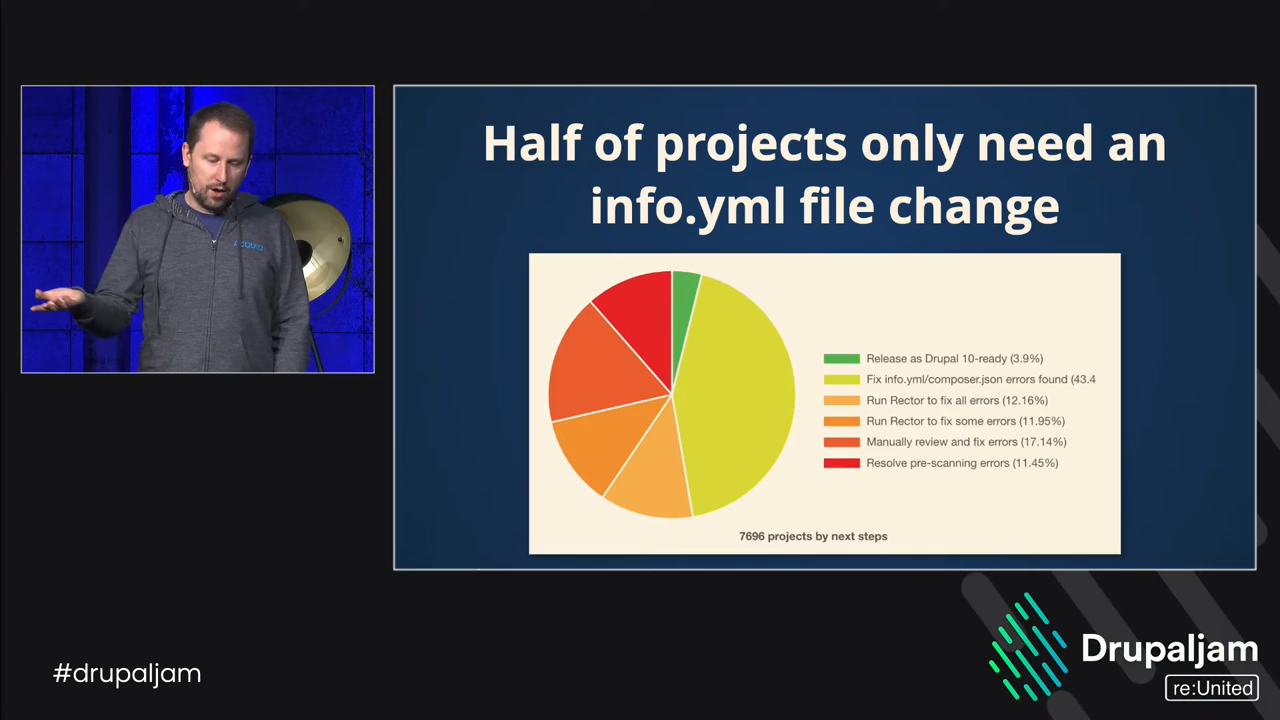 ACQUIA
Half of projects only need an
info.yml file change
Release as Drupal 10-ready (3.9%)
Fix info.yml/composer.json errors found (43.4
Run Rector to fix all errors (12.16%)
Run Rector to fix some errors (11.95%)
Manually review and fix errors (17.14%)
Resolve pre-scanning errors (11.45%)
7696 projects by next steps
#drupaljam
Drupaljam
re:United